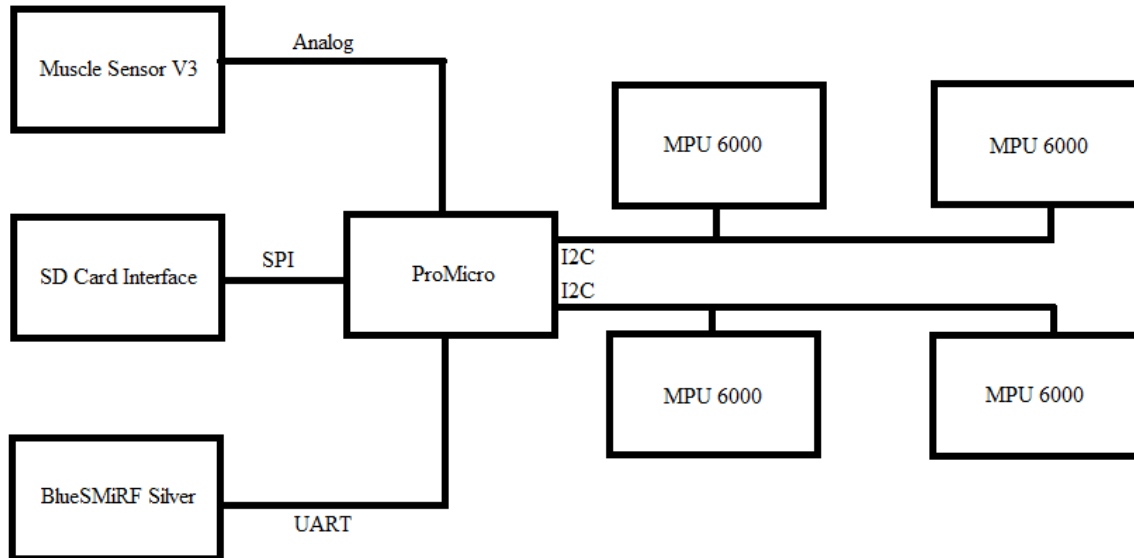 Analog
Muscle Sensor V3
MPU 6000
MPU 6000
I2C
SPI
SD Card Interface
ProMicro
I2C
MPU 6000
MPU 6000
BlueSMiRF Silver
UART